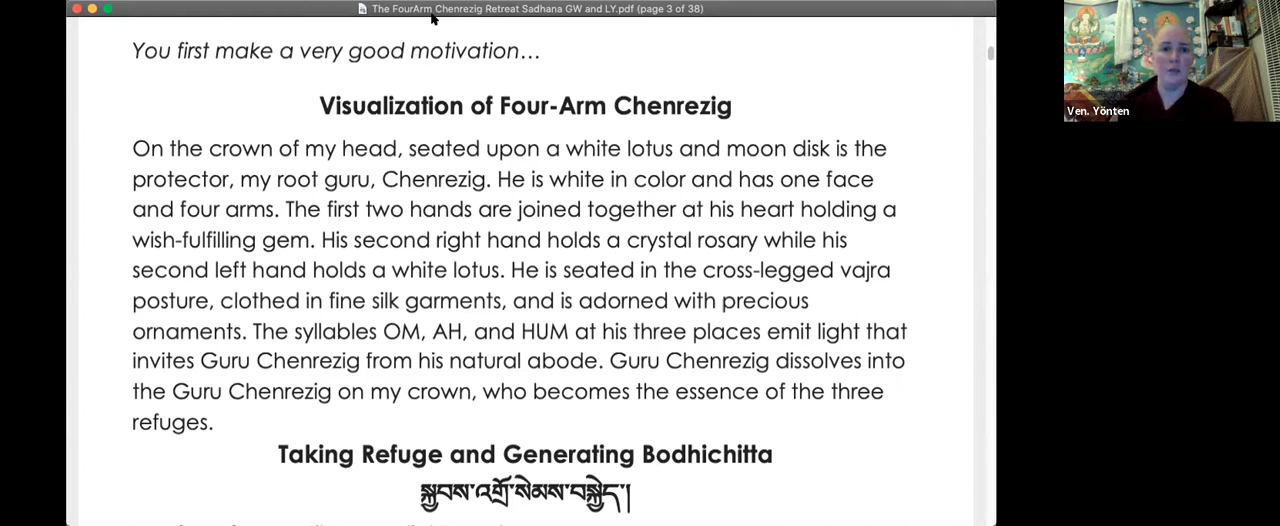 The FourArm Chenrezig Retreat Sadhana GW and LY.pdf (page 3 of 38)
You first make a very good motivation…
Visualization of Four-Arm Chenrezig
On the crown of my head, seated upon a white lotus and moon disk is the
protector, my root guru, Chenrezig. He is white in color and has one face
and four arms. The first two hands are joined together at his heart holding a
wish-fulfilling gem. His second right hand holds a crystal rosary while his
second left hand holds a white lotus. He is seated in the cross-legged vajra
posture, clothed in fine silk garments, and is adorned with precious
ornaments. The syllables OM, AH, and HUM at his three places emit light that
invites Guru Chenrezig from his natural abode. Guru Chenrezig dissolves into
the Guru Chenrezig on my crown, who becomes the essence of the three
refuges.
Taking Refuge and Generating Bodhichitta
སྐྱབས་འགྲོ་སེམས་བསྐྱེད་།
Ven. Yönten